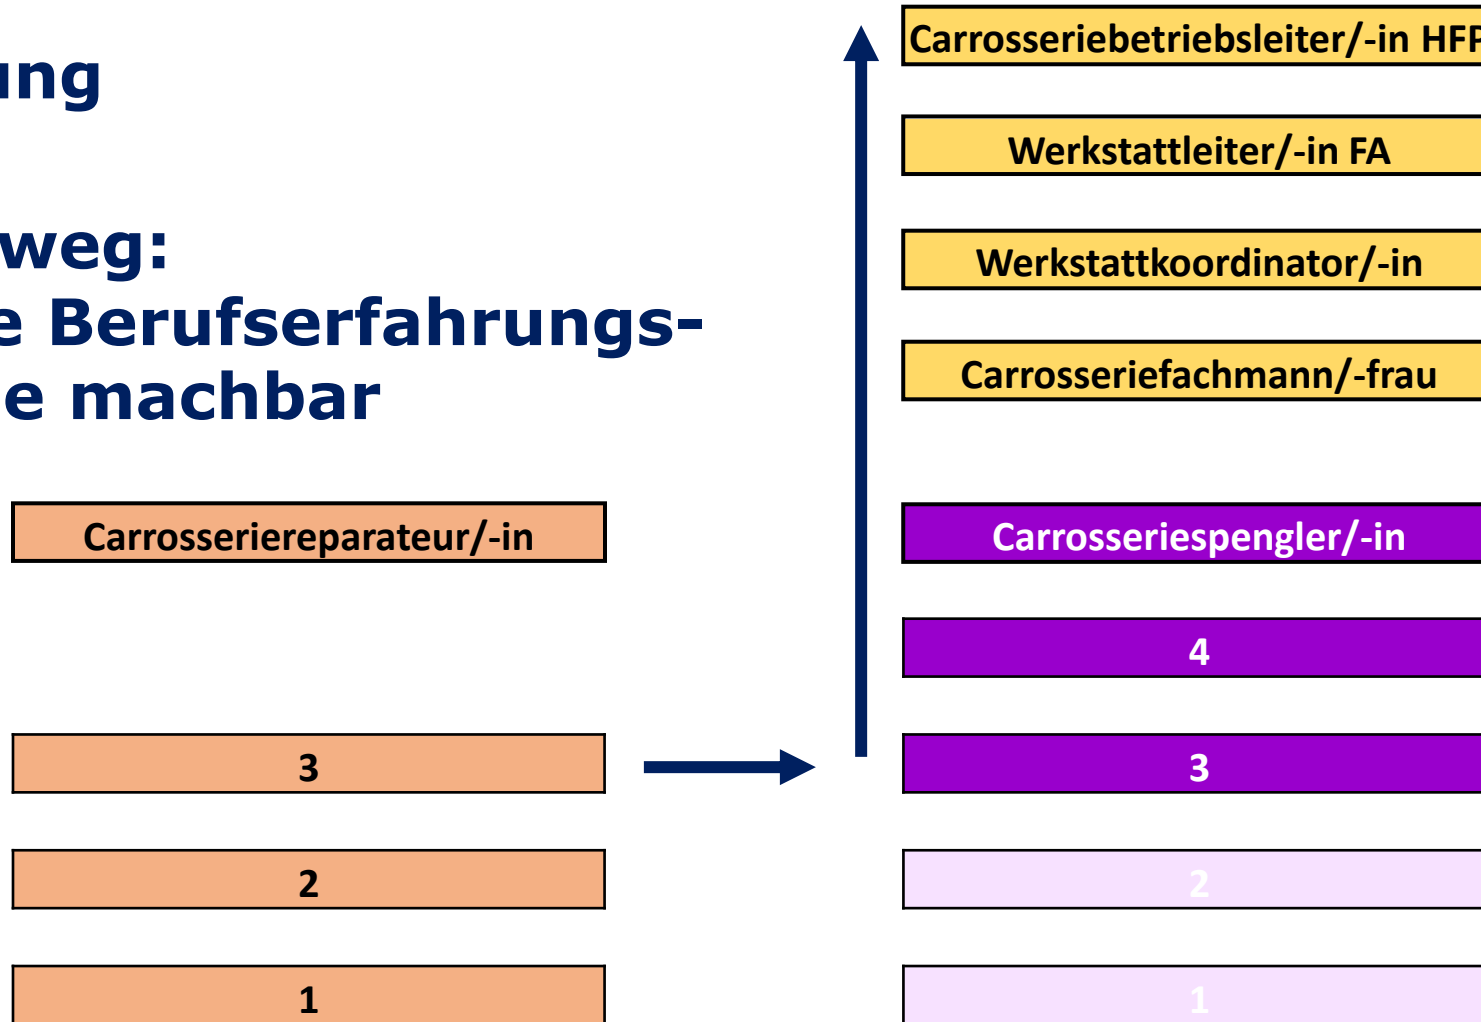 ung
weg:
e Berufserfahrungs-
e machbar
Carrosseriereparateur/-in
3
2
1
Carrosseriebetriebsleiter/-in HFP
Werkstattleiter/-in FA
Werkstattkoordinator/-in
Carrosseriefachmann/-frau
Carrosseriespengler/-in
4
3
2
1